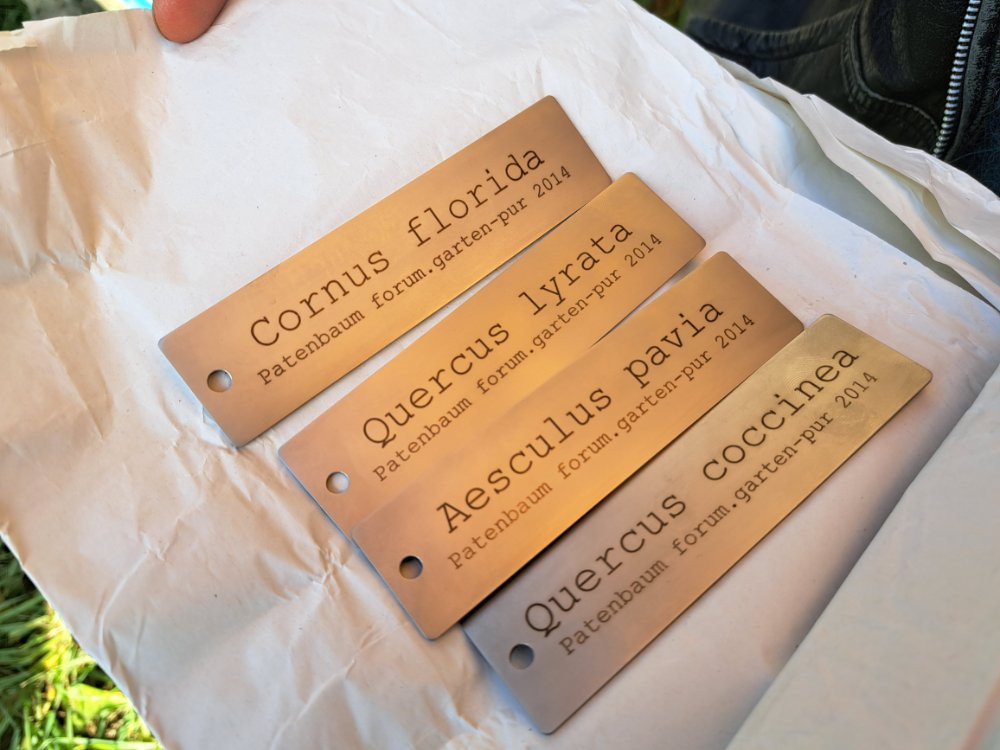 Cornus florida
Patenbaum forum.garten-pur 2014
Quercus lyrata
Patenbaum forum.garten-pur 2014
Aesculus pavia
Patenbaum forum.garten-pur 2014
Quercus coccinea
Patenbaum forum.garten-pur 2014